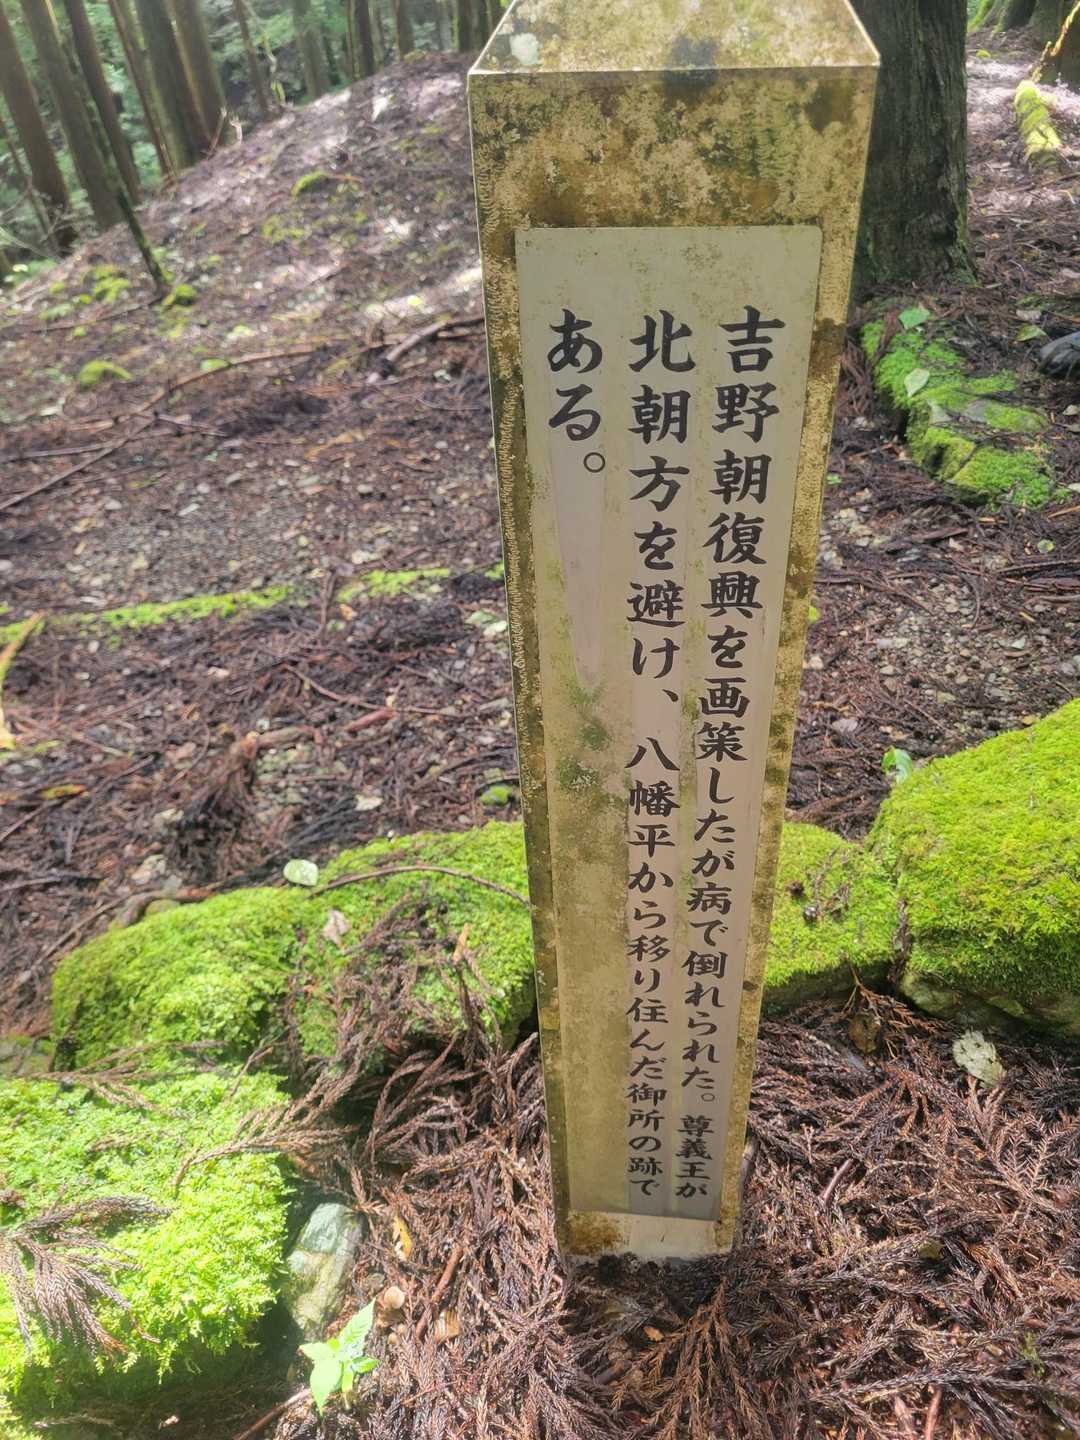 吉野朝復興を画策したが病で倒れられた。尊義王が
北朝方を避け、八幡平から移り住んだ御所の跡で
ある。